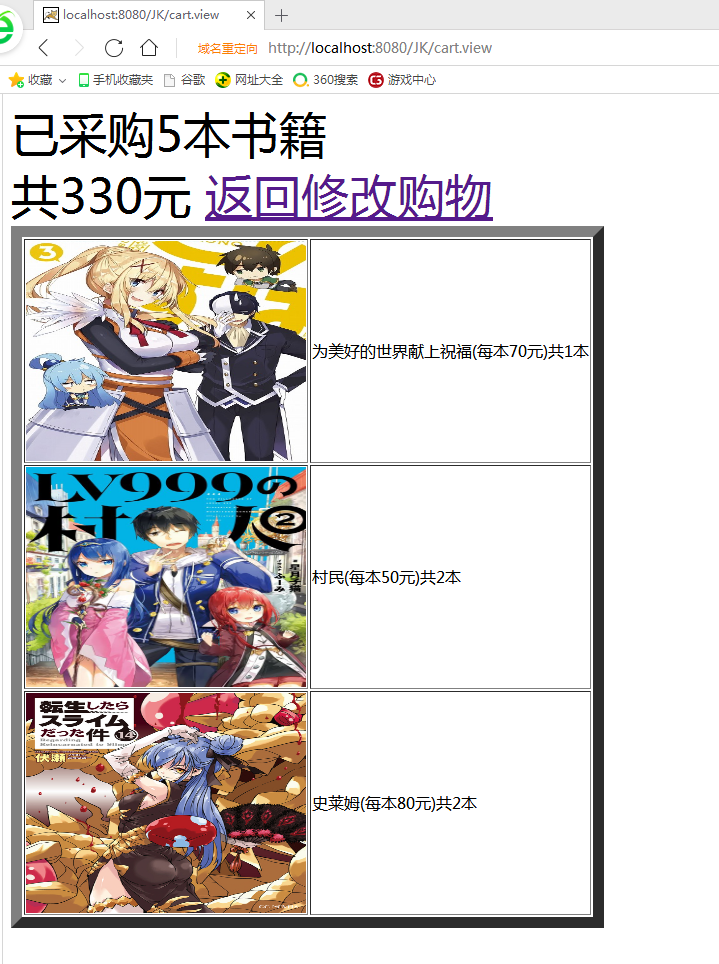 localhost:8080/JK/cart.view
域名重定向 http://localhost:8080/JK/cart.view
收藏 手机收藏夹 谷歌 网址大全 360搜索 游戏中心
已采购5本书籍
共330元 返回修改购物
3
为美好的世界献上祝福(每本70元)共1本
LV999の
村人
2
村民(每本50元)共2本
転生したら
スライム
だった件 14
Regarding
Reincarnated to Slime
伏瀬
史莱姆(每本80元)共2本